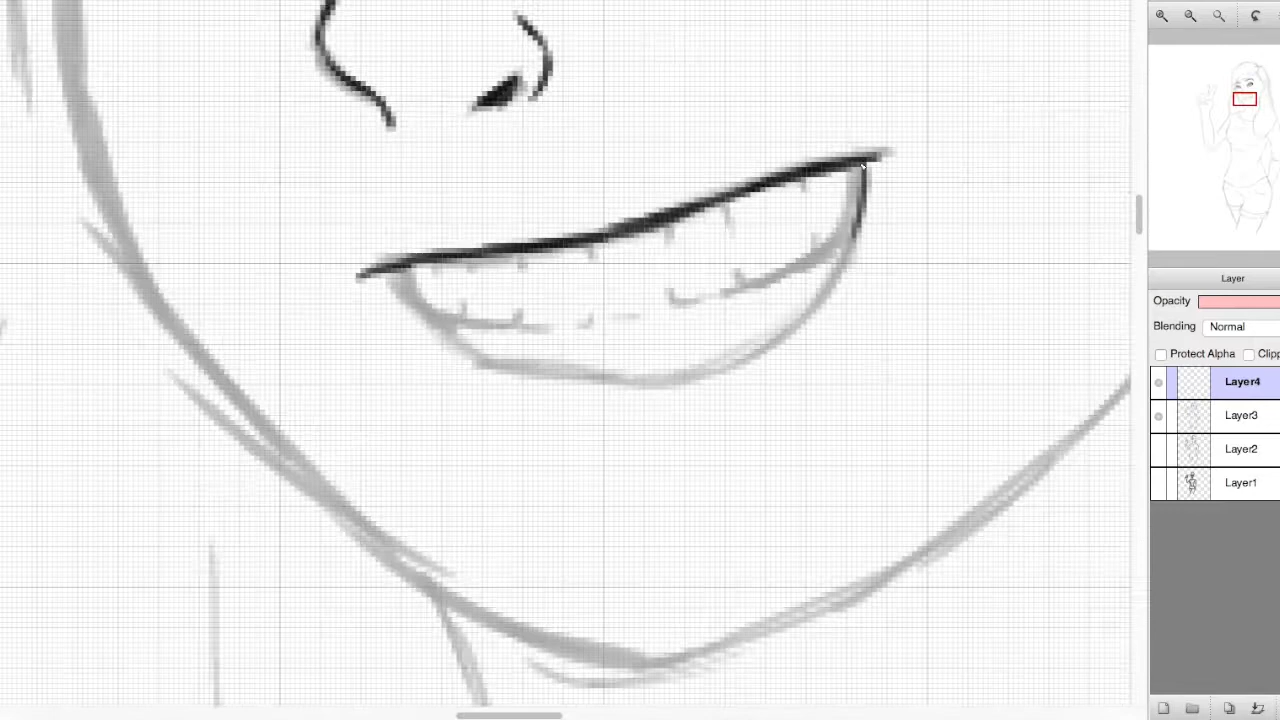 Layer
Opacity
Blending Normal
Protect Alpha Clip
Layer4
Layer3
Layer2
Layer1